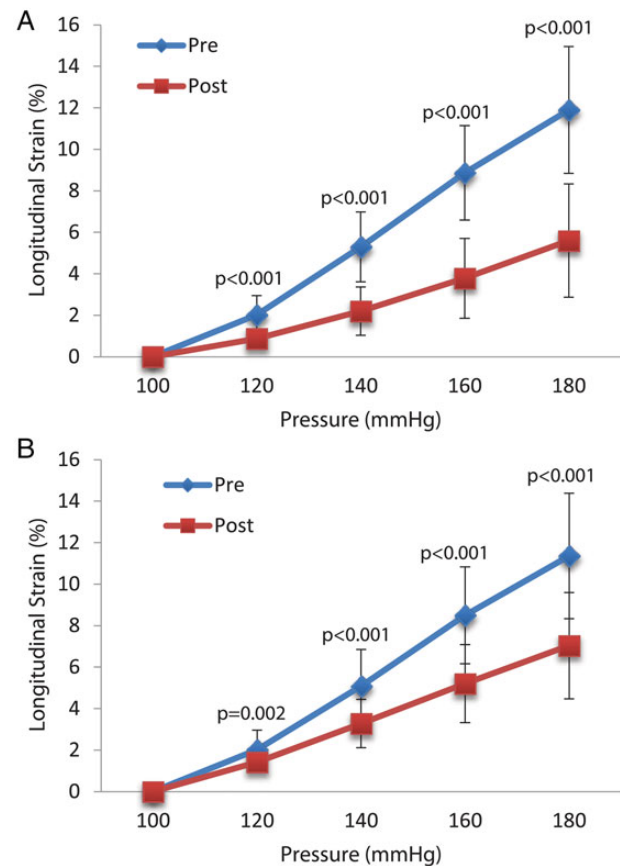 A
16
14
12
10
8
6
4
2
0
Longitudinal Strain (%)
Pre
Post
p<0.001
p<0.001
p<0.001
p<0.001
100 120 140 160 180
Pressure (mmHg)
B
16
14
12
10
8
6
4
2
0
Longitudinal Strain (%)
Pre
Post
p=0.002
p<0.001
p<0.001
p<0.001
100 120 140 160 180
Pressure (mmHg)